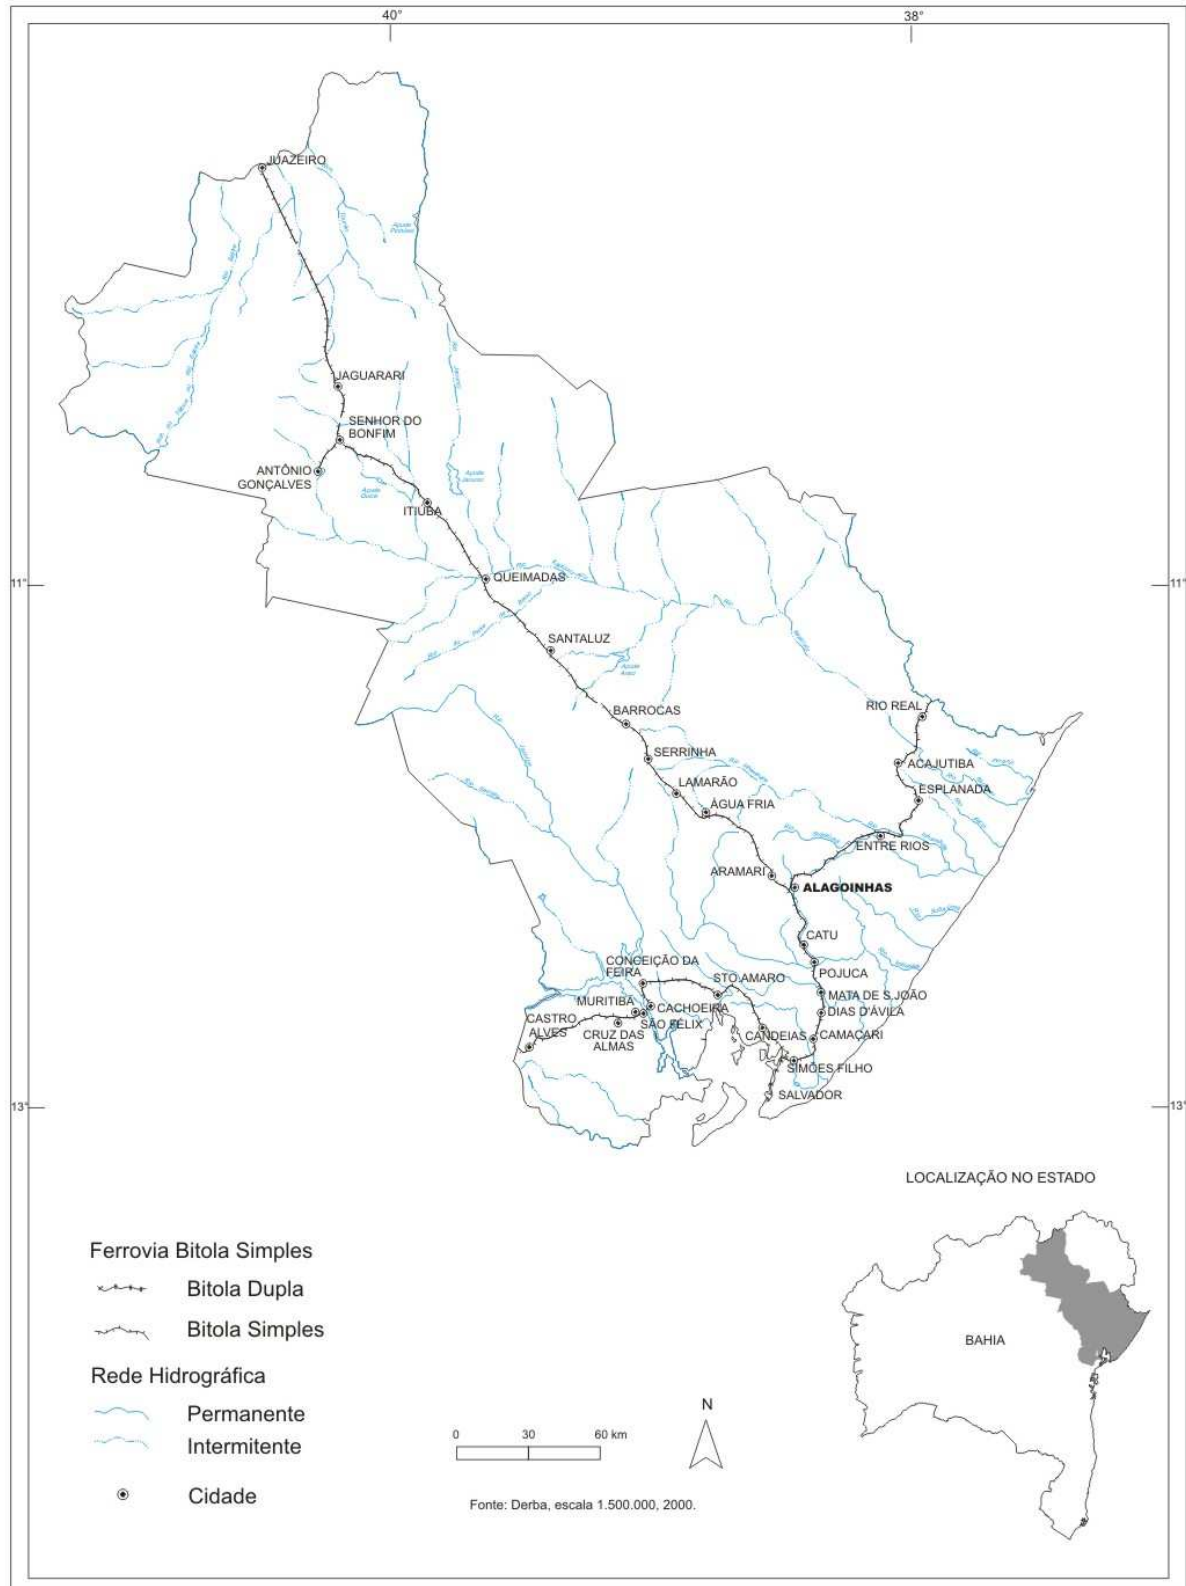 40°
38°
JUAZEIRO
JAGUARARI
SENHOR DO
BONFIM
ANTÔNIO
GONÇALVES
ITIÚBA
11°
QUEIMADAS
11°
SANTALUZ
BARROCAS
RIO REAL
SERRINHA
ACAJUTIBA
LAMARÃO
ESPLANADA
ÁGUA FRIA
ENTRE RIOS
ARAMARI
ALAGOINHAS
CATU
CONCEIÇÃO DA
FEIRA
POJUCA
STO.AMARO
MURITIBA
CACHOEIRA
MATA DE S.JOÃO
CASTRO
ALVES
SÃO FÉLIX
DIAS D'ÁVILA
CRUZ DAS
ALMAS
CANDEIAS
CAMAÇARI
SIMÕES FILHO
SALVADOR
13°
13°
LOCALIZAÇÃO NO ESTADO
BAHIA
Ferrovia Bitola Simples
Bitola Dupla
Bitola Simples
Rede Hidrográfica
Permanente
Intermitente
Cidade
0 30 60 km
N
Fonte: Derba, escala 1.500.000, 2000.